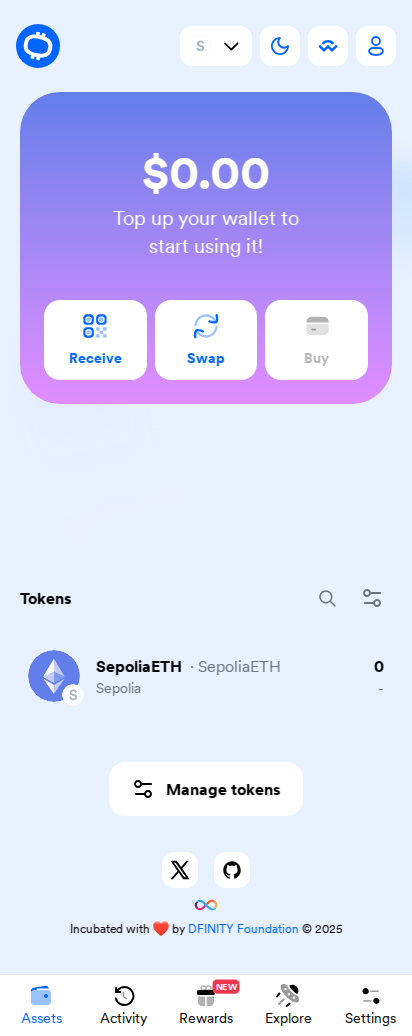 S
$0.00
Top up your wallet to
start using it!
Receive
Swap
Buy
Tokens
SepoliaETH · SepoliaETH
0
Sepolia
-
S
Manage tokens
Incubated with ❤️ by DFINITY Foundation © 2025
NEW
Assets
Activity
Rewards
Explore
Settings